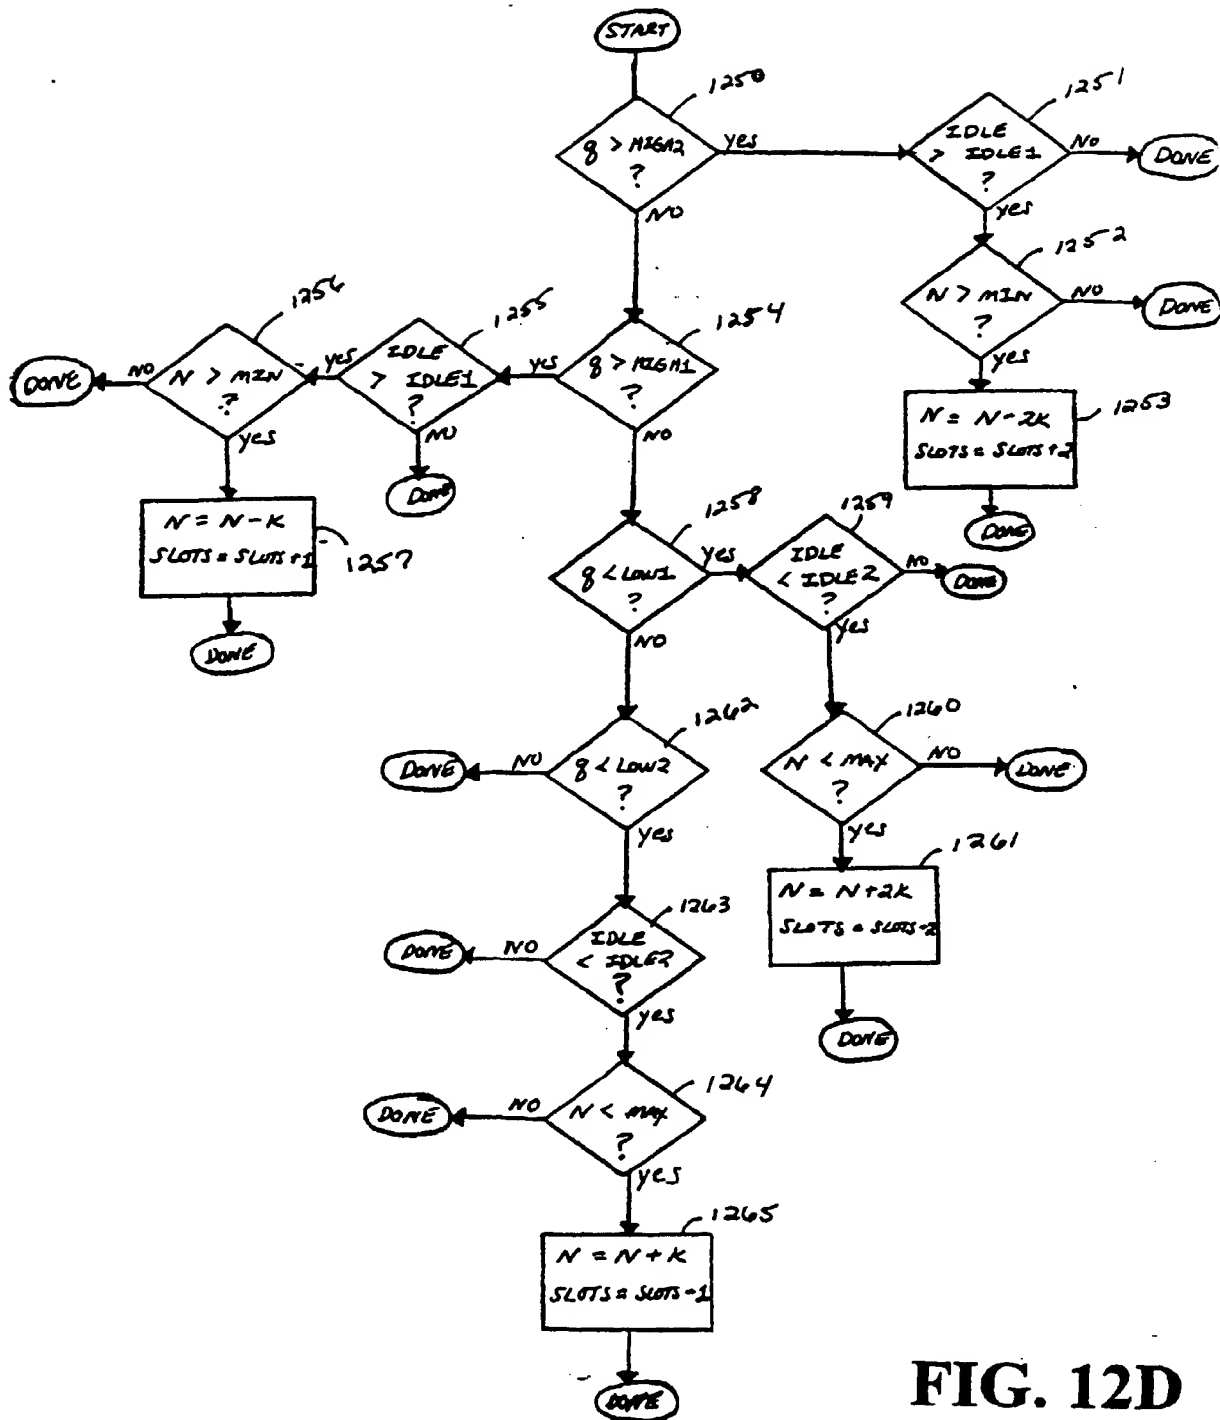 START
1250
q > HIGH2
?
yes
NO
1251
IDLE
> IDLE1
?
NO
DONE
yes
1252
N > MIN
?
NO
DONE
yes
1253
N = N-2K
SLOTS = SLOTS+2
DONE
1254
q > HIGH1
?
yes
NO
1255
IDLE
> IDLE1
?
yes
NO
DONE
1256
N > MIN
?
NO
DONE
yes
N = N-K
SLOTS = SLOTS+1
1257
DONE
1258
q < LOW1
?
yes
NO
1259
IDLE
< IDLE2
?
NO
DONE
yes
1260
N < MAX
?
NO
DONE
yes
1261
N = N+2K
SLOTS = SLOTS-2
DONE
1262
q < LOW2
?
NO
DONE
yes
1263
IDLE
< IDLE2
?
NO
DONE
yes
1264
N < MAX
?
NO
DONE
yes
1265
N = N + K
SLOTS = SLOTS-1
DONE
FIG. 12D